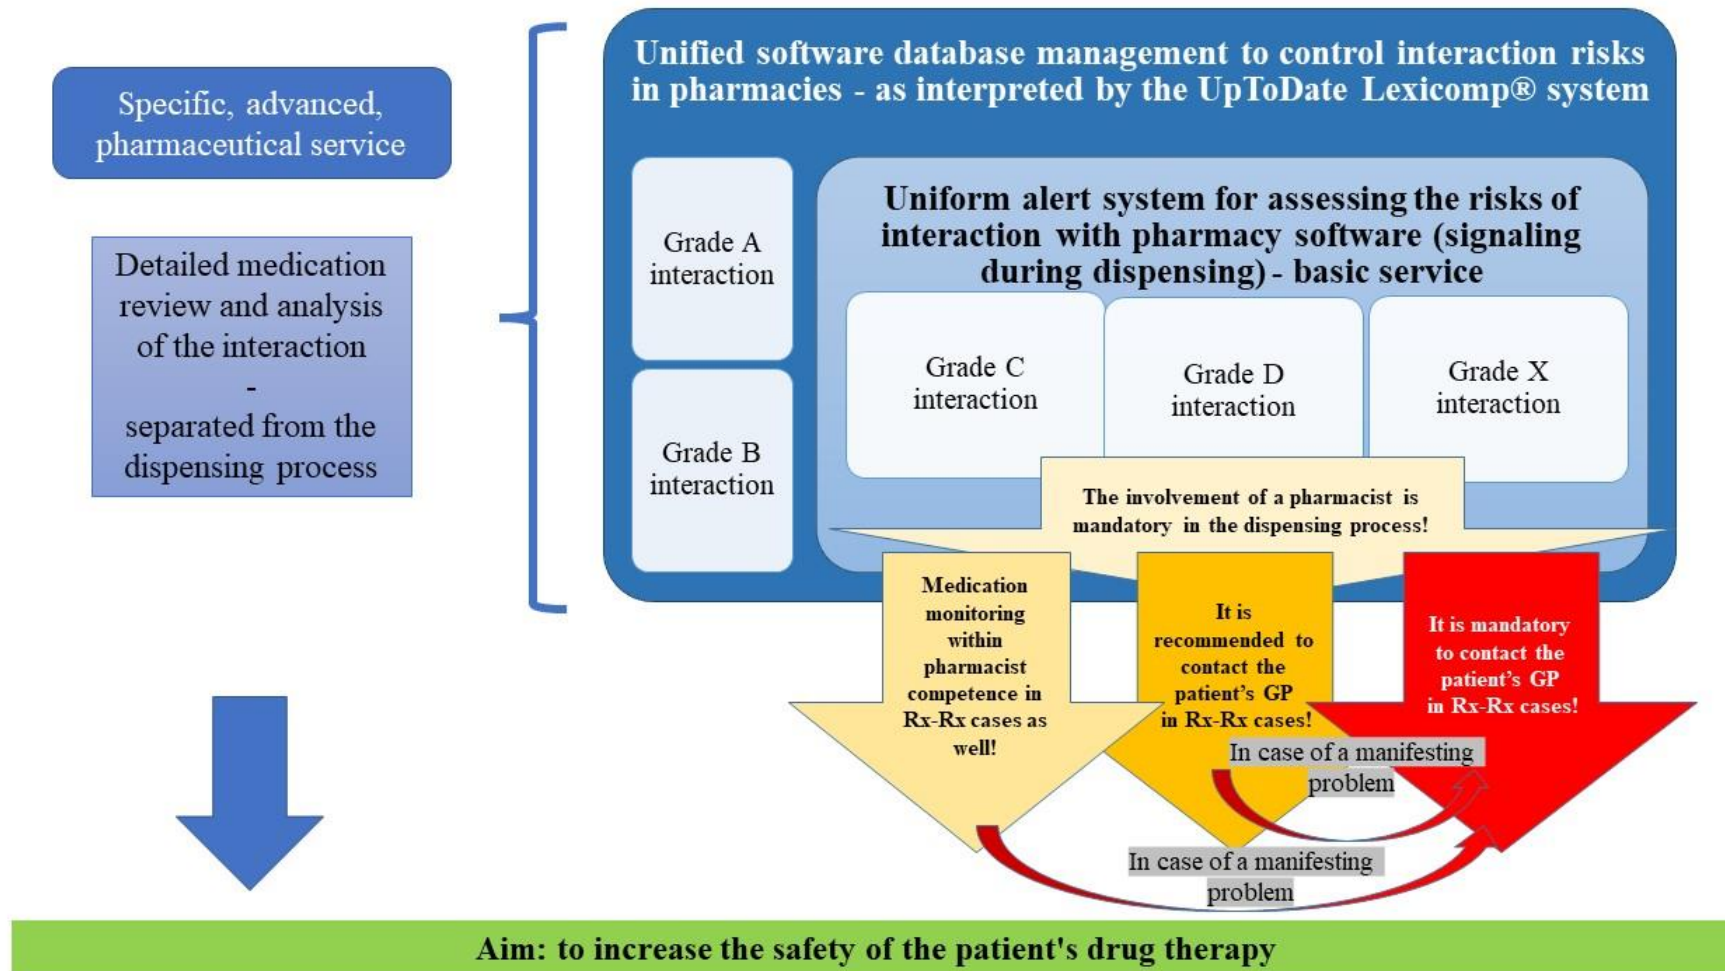 Specific, advanced,
pharmaceutical service
Detailed medication
review and analysis
of the interaction
-
separated from the
dispensing process
Unified software database management to control interaction risks
in pharmacies - as interpreted by the UpToDate Lexicomp® system
Grade A
interaction
Grade B
interaction
Uniform alert system for assessing the risks of
interaction with pharmacy software (signaling
during dispensing) - basic service
Grade C
interaction
Grade D
interaction
Grade X
interaction
The involvement of a pharmacist is
mandatory in the dispensing process!
Medication
monitoring
within
pharmacist
competence in
Rx-Rx cases as
well!
It is
recommended to
contact the
patient’s GP
in Rx-Rx cases!
It is mandatory
to contact the
patient’s GP
in Rx-Rx cases!
In case of a manifesting
problem
In case of a manifesting
problem
Aim: to increase the safety of the patient's drug therapy